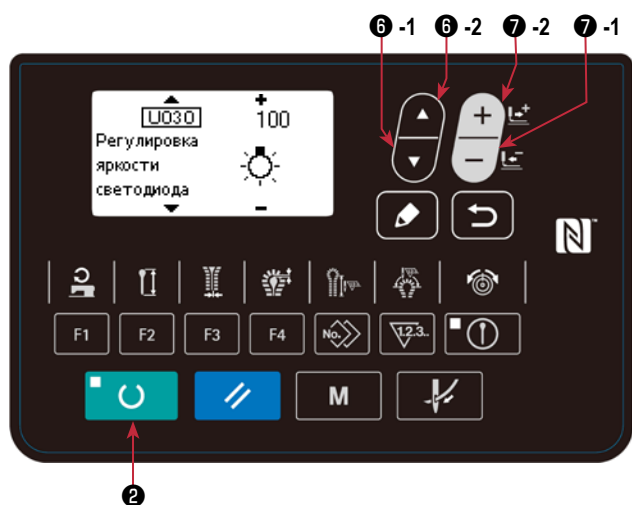 ❻ -1 ❻ -2 ❼ -2 ❼ -1
U030 100
Регулировка
яркости
светодиода
F1 F2 F3 F4 No. 1.2.3..
M
❷